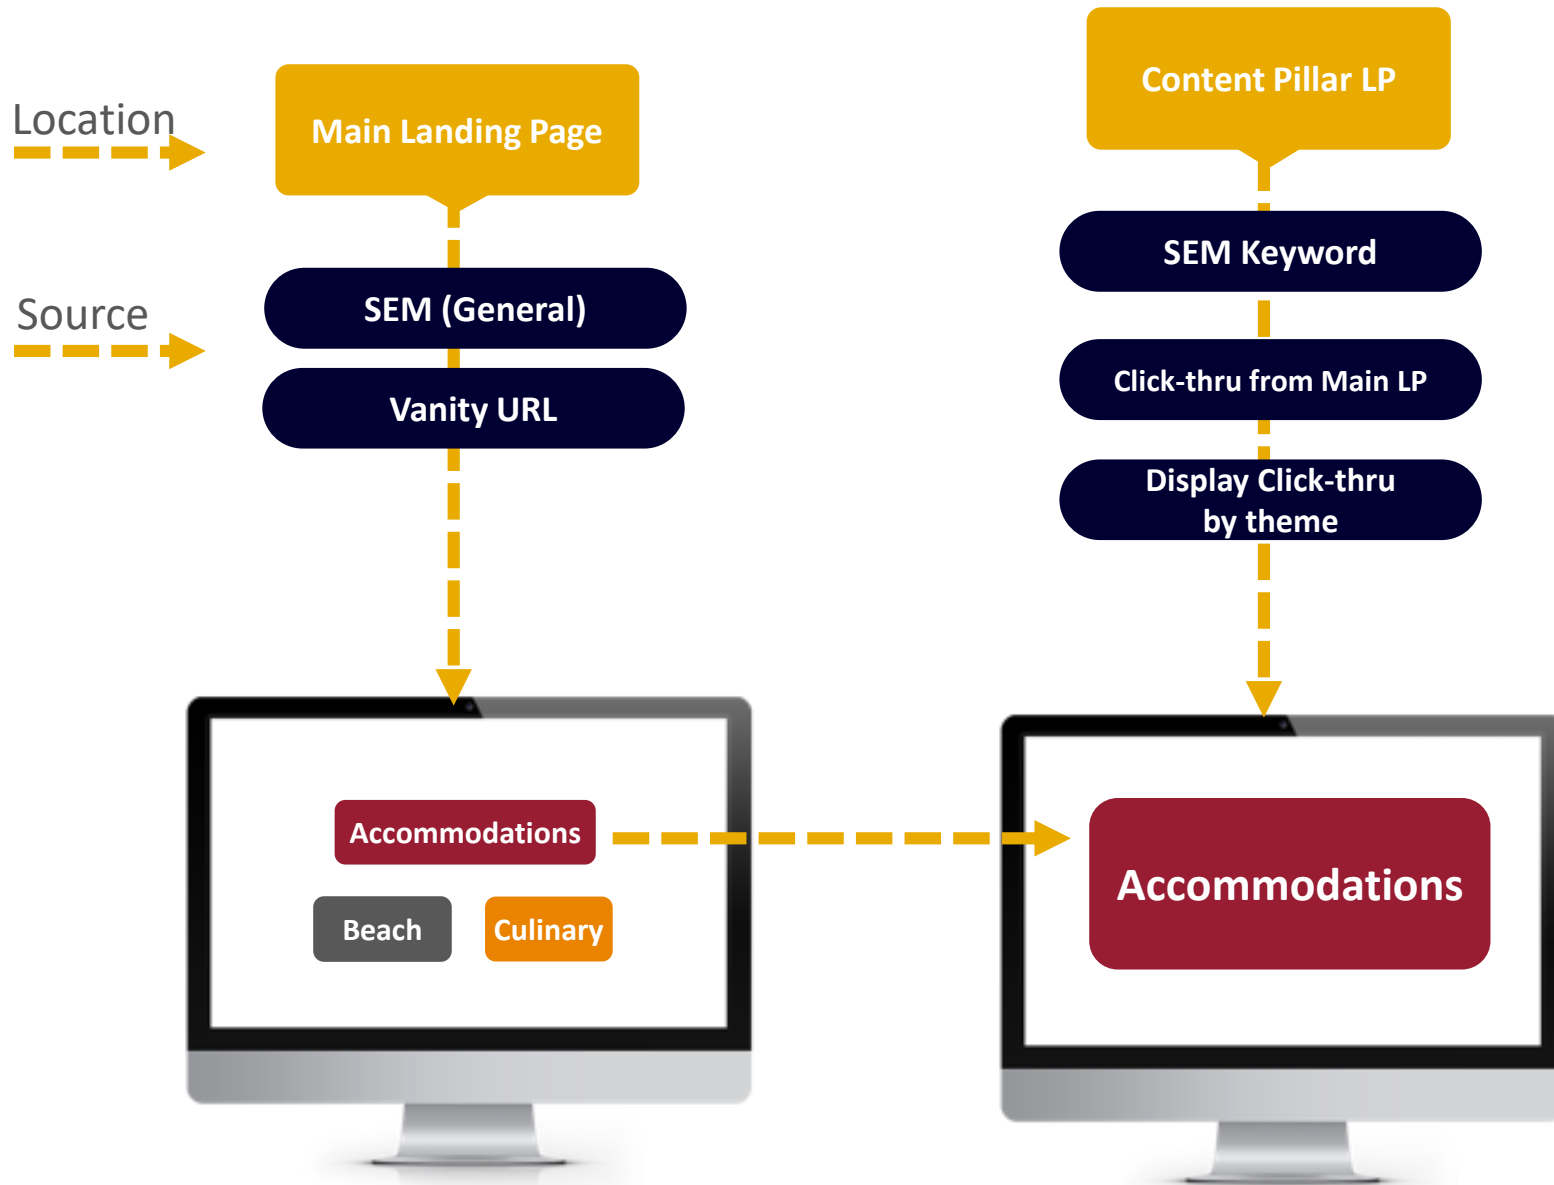 Location
Main Landing Page
Content Pillar LP
Source
SEM (General)
Vanity URL
SEM Keyword
Click-thru from Main LP
Display Click-thru
by theme
Accommodations
Beach
Culinary
Accommodations